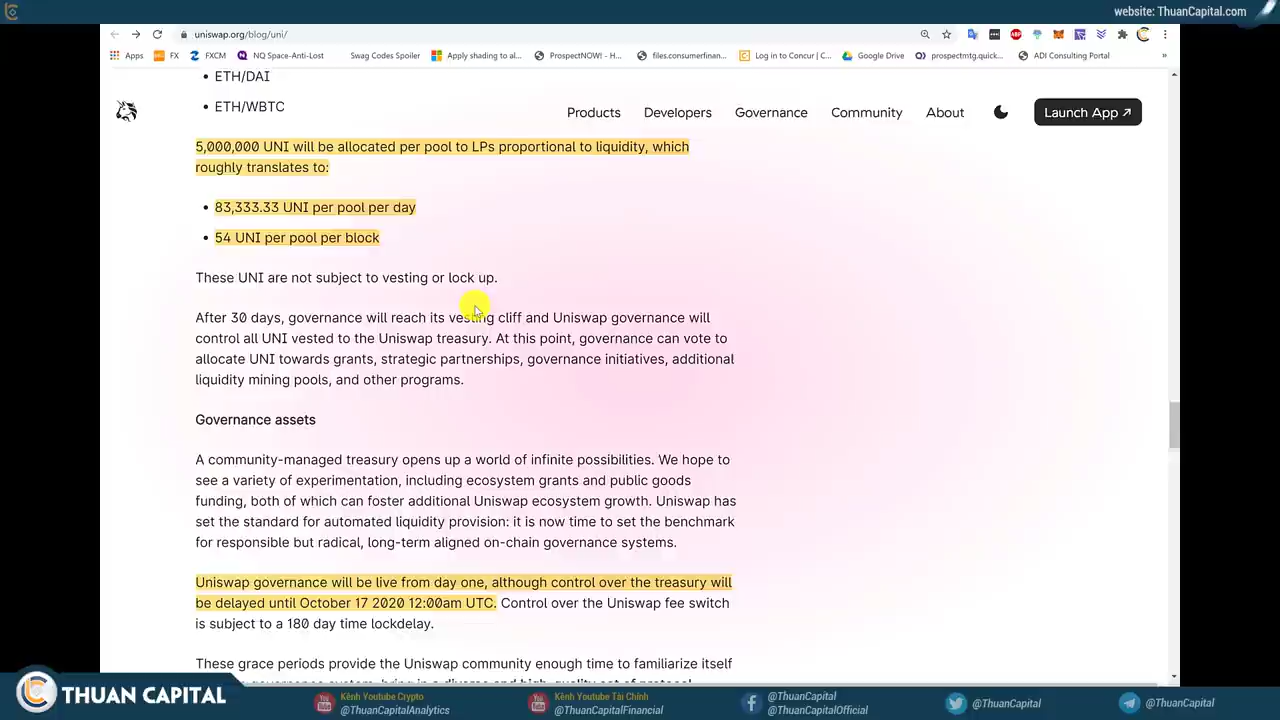 website: ThuanCapital.com
uniswap.org/blog/uni/
Apps
FX
FXCM
NQ Space-Anti-Lost
Swag Codes Spoiler
Apply shading to al...
ProspectNOW! - H...
files.consumerfinan...
Log in to Concur | C...
Google Drive
prospectmtg.quick...
ADI Consulting Portal
»
• ETH/DAI
• ETH/WBTC
Products
Developers
Governance
Community
About
Launch App ↗
5,000,000 UNI will be allocated per pool to LPs proportional to liquidity, which
roughly translates to:
• 83,333.33 UNI per pool per day
• 54 UNI per pool per block
These UNI are not subject to vesting or lock up.
After 30 days, governance will reach its vesting cliff and Uniswap governance will
control all UNI vested to the Uniswap treasury. At this point, governance can vote to
allocate UNI towards grants, strategic partnerships, governance initiatives, additional
liquidity mining pools, and other programs.
Governance assets
A community-managed treasury opens up a world of infinite possibilities. We hope to
see a variety of experimentation, including ecosystem grants and public goods
funding, both of which can foster additional Uniswap ecosystem growth. Uniswap has
set the standard for automated liquidity provision: it is now time to set the benchmark
for responsible but radical, long-term aligned on-chain governance systems.
Uniswap governance will be live from day one, although control over the treasury will
be delayed until October 17 2020 12:00am UTC. Control over the Uniswap fee switch
is subject to a 180 day time lockdelay.
These grace periods provide the Uniswap community enough time to familiarize itself
governance system, bring in a diverse and high-quality set of protocol
THUAN CAPITAL
Kênh Youtube Crypto
@ThuanCapitalAnalytics
Kênh Youtube Tài Chính
@ThuanCapitalFinancial
@ThuanCapital
@ThuanCapitalOfficial
@ThuanCapital
@ThuanCapital